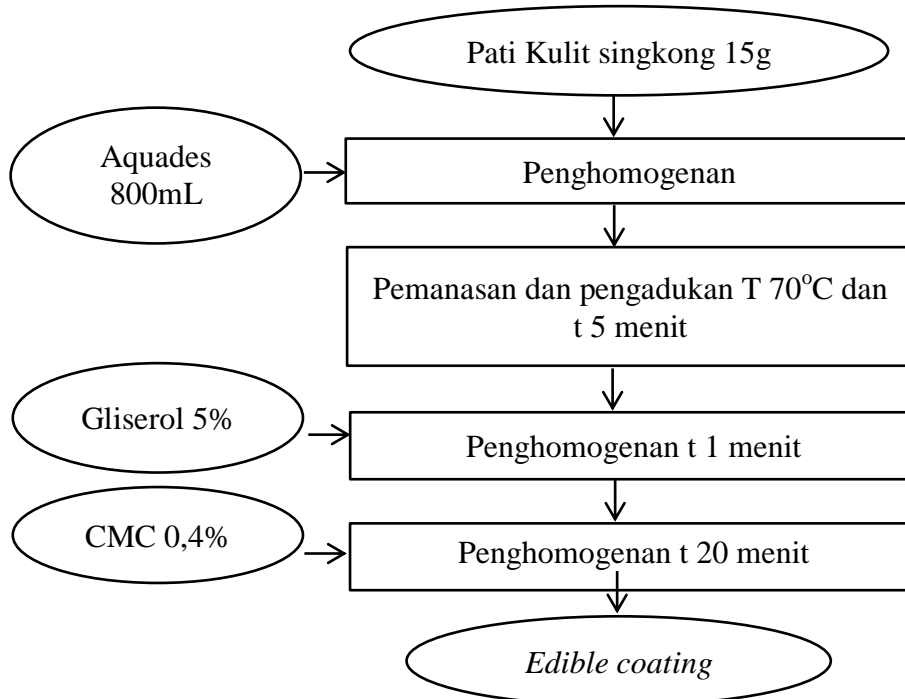 Pati Kulit singkong 15g
Aquades
800mL
Penghomogenan
Pemanasan dan pengadukan T 70°C dan
t 5 menit
Gliserol 5%
Penghomogenan t 1 menit
CMC 0,4%
Penghomogenan t 20 menit
Edible coating